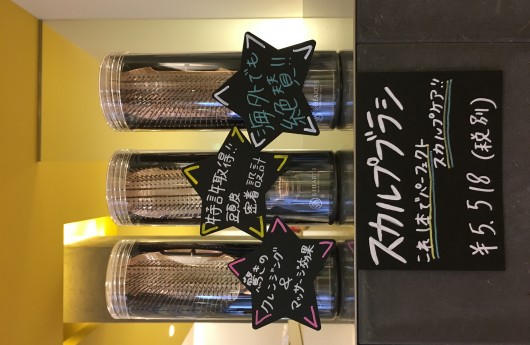 海外でも
絶賛!!
特許取得!!
頭皮
密着設計
驚きの
クレンジング
&
マッサージ効果
スカルプブラシ
これ1本でパーフェクト
スカルプケア!!
¥5.518(税別)